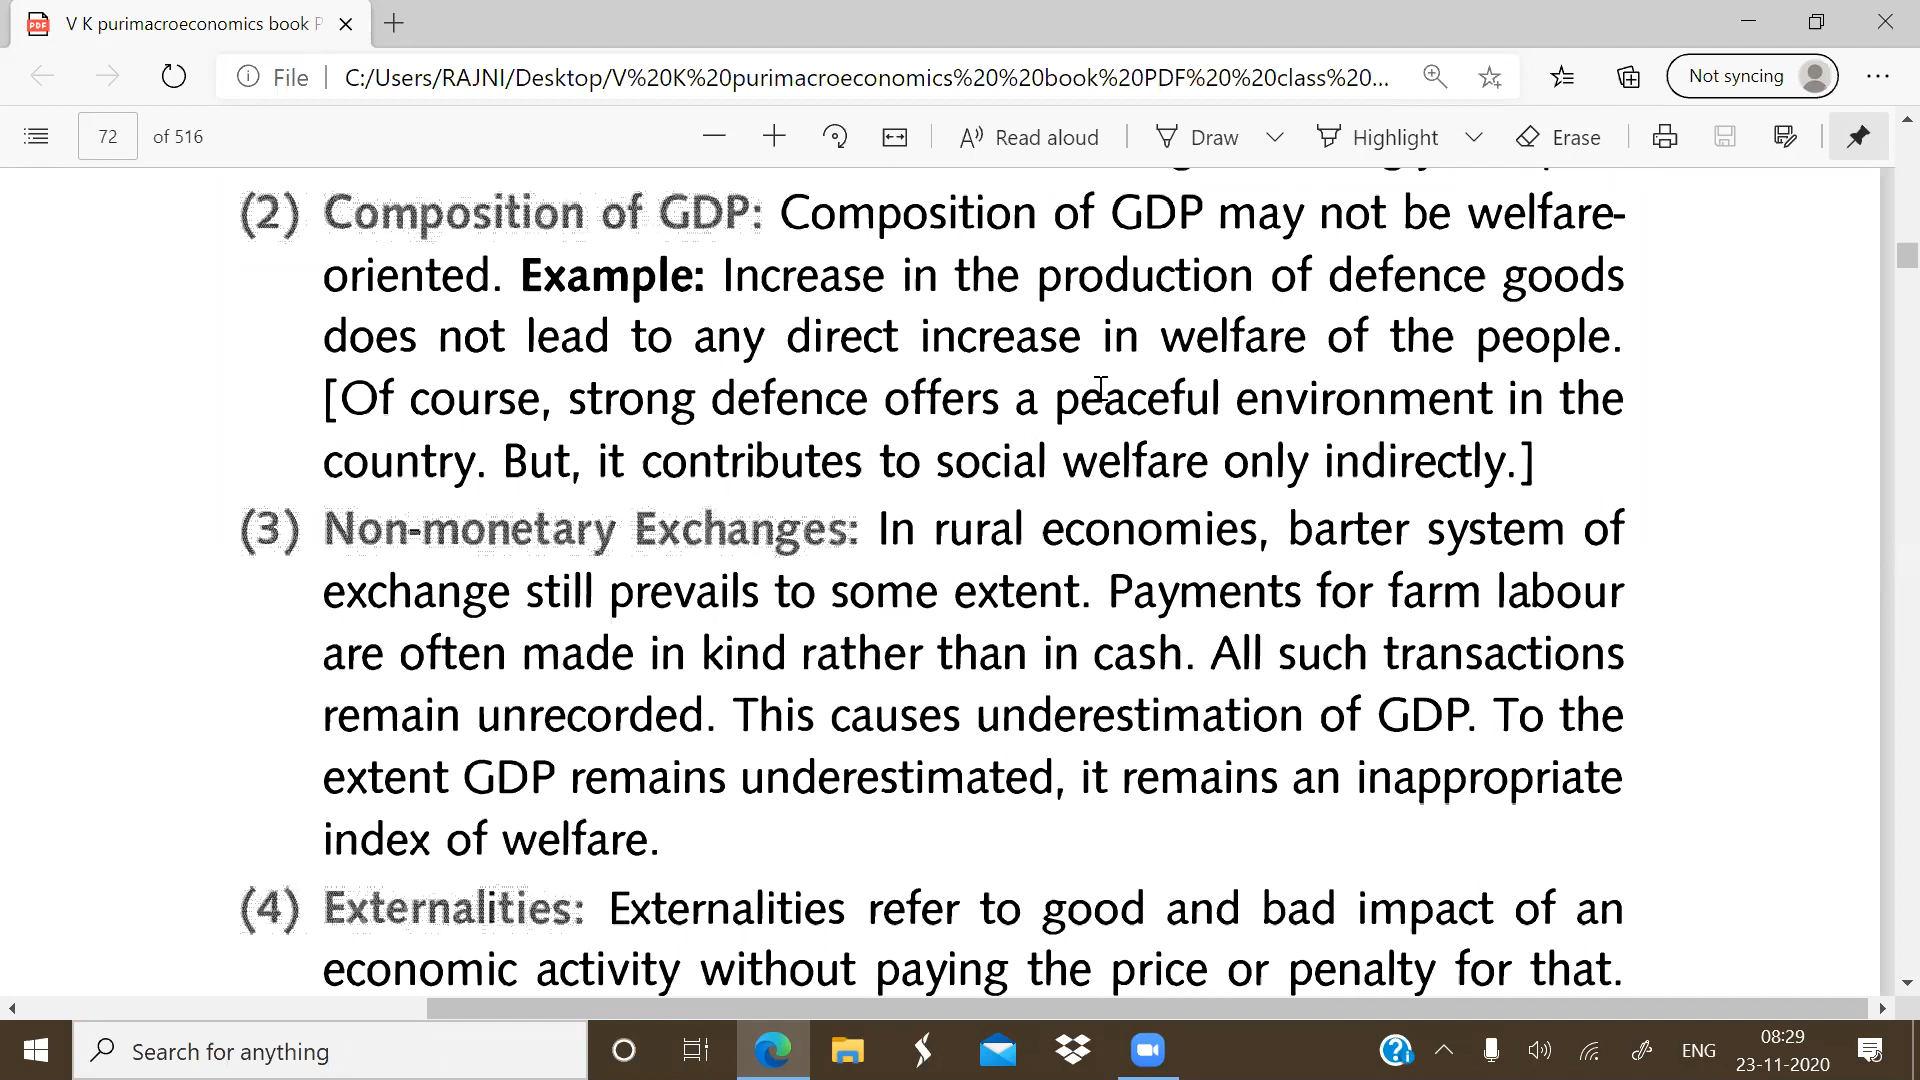 V K purimacroeconomics book P
File
C:/Users/RAJNI/Desktop/V%20K%20purimacroeconomics%20%20book%20PDF%20%20class%20...
Not syncing
72 of 516
Read aloud
Draw
Highlight
Erase
(2) Composition of GDP: Composition of GDP may not be welfare-
oriented. Example: Increase in the production of defence goods
does not lead to any direct increase in welfare of the people.
[Of course, strong defence offers a peaceful environment in the
country. But, it contributes to social welfare only indirectly.]
(3) Non-monetary Exchanges: In rural economies, barter system of
exchange still prevails to some extent. Payments for farm labour
are often made in kind rather than in cash. All such transactions
remain unrecorded. This causes underestimation of GDP. To the
extent GDP remains underestimated, it remains an inappropriate
index of welfare.
(4) Externalities: Externalities refer to good and bad impact of an
economic activity without paying the price or penalty for that.
Search for anything
ENG
08:29
23-11-2020